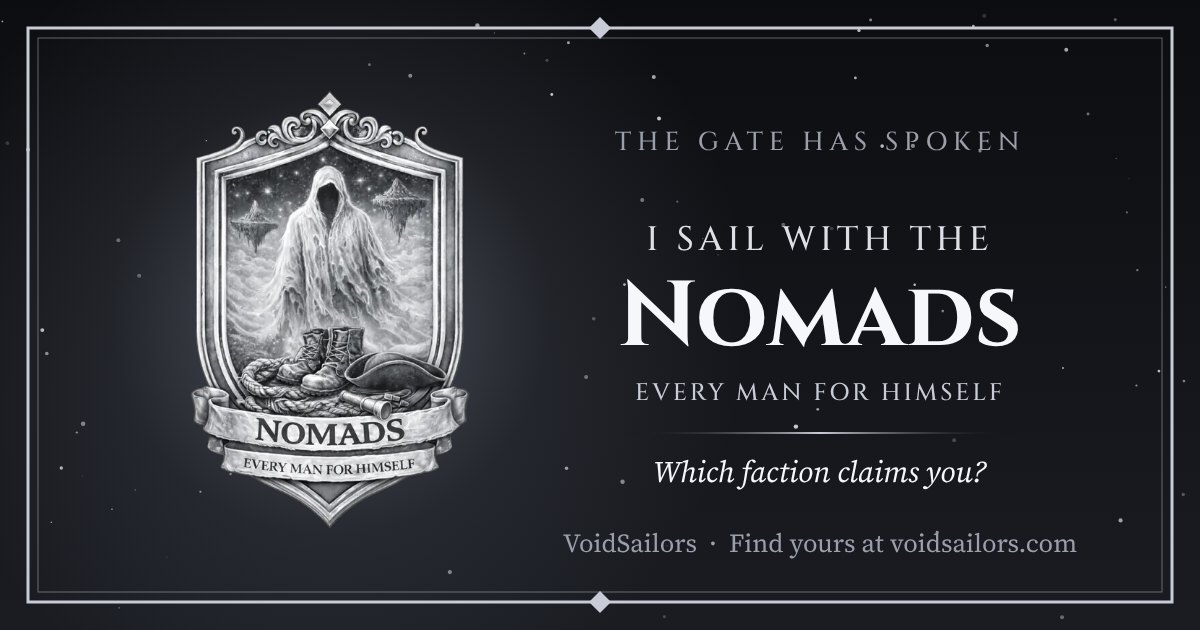 NOMADS
EVERY MAN FOR HIMSELF
THE GATE HAS SPOKEN
I SAIL WITH THE
NOMADS
EVERY MAN FOR HIMSELF
Which faction claims you?
VoidSailors · Find yours at voidsailors.com